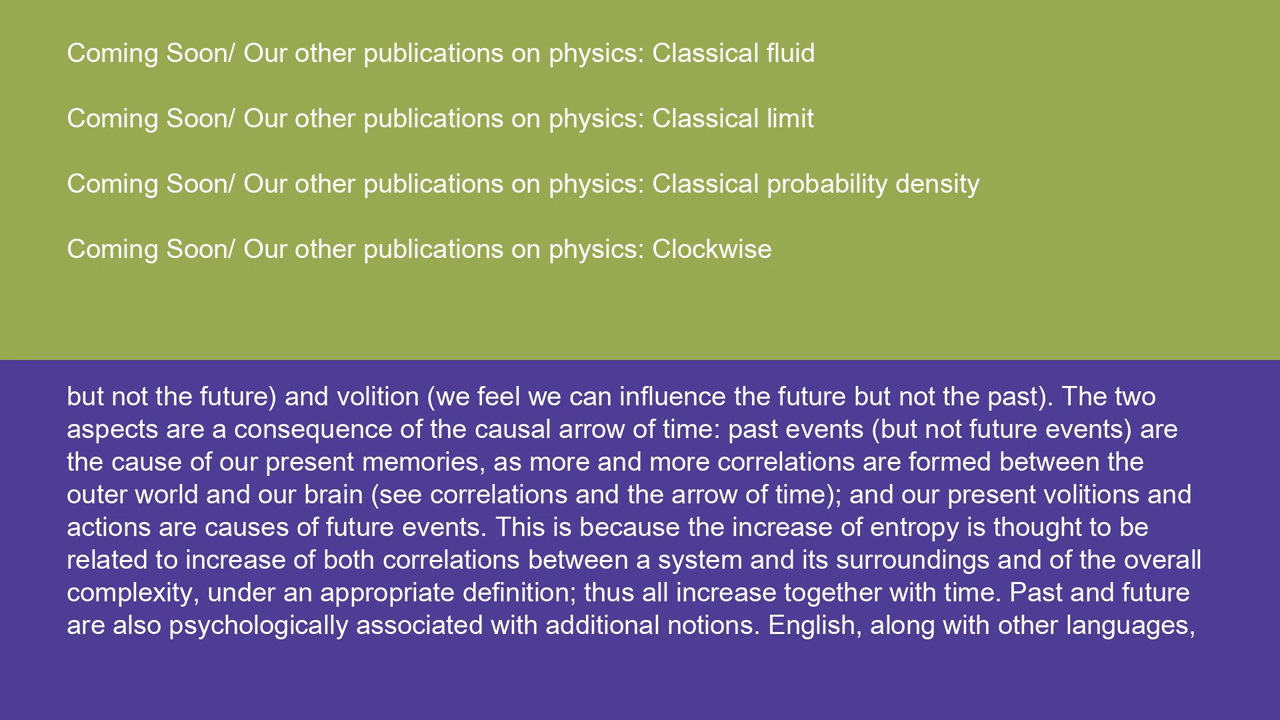 Coming Soon/ Our other publications on physics: Classical fluid
Coming Soon/ Our other publications on physics: Classical limit
Coming Soon/ Our other publications on physics: Classical probability density
Coming Soon/ Our other publications on physics: Clockwise
but not the future) and volition (we feel we can influence the future but not the past). The two
aspects are a consequence of the causal arrow of time: past events (but not future events) are
the cause of our present memories, as more and more correlations are formed between the
outer world and our brain (see correlations and the arrow of time); and our present volitions and
actions are causes of future events. This is because the increase of entropy is thought to be
related to increase of both correlations between a system and its surroundings and of the overall
complexity, under an appropriate definition; thus all increase together with time. Past and future
are also psychologically associated with additional notions. English, along with other languages,